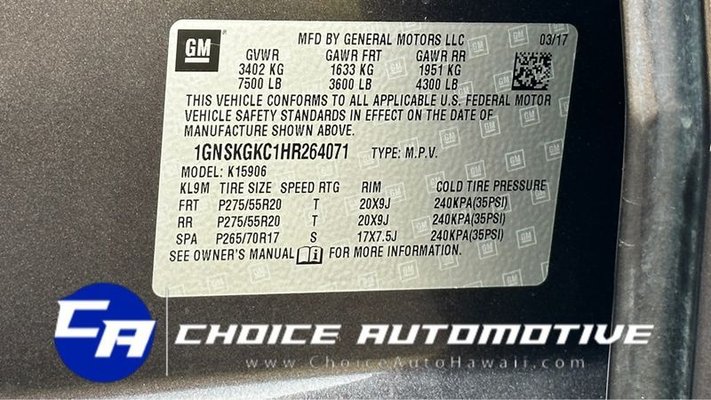 GM
MFD BY GENERAL MOTORS LLC 03/17
GVWR GAWR FRT GAWR RR
3402 KG 1633 KG 1951 KG
7500 LB 3600 LB 4300 LB
THIS VEHICLE CONFORMS TO ALL APPLICABLE U.S. FEDERAL MOTOR
VEHICLE SAFETY STANDARDS IN EFFECT ON THE DATE OF
MANUFACTURE SHOWN ABOVE.
1GNSKGKC1HR264071 TYPE: M.P.V.
MODEL: K15906
KL9M TIRE SIZE SPEED RTG RIM COLD TIRE PRESSURE
FRT P275/55R20 T 20X9J 240KPA(35PSI)
RR P275/55R20 T 20X9J 240KPA(35PSI)
SPA P265/70R17 S 17X7.5J 240KPA(35PSI)
SEE OWNER'S MANUAL i FOR MORE INFORMATION.
CA CHOICE AUTOMOTIVE
www.ChoiceAutoHawaii.com